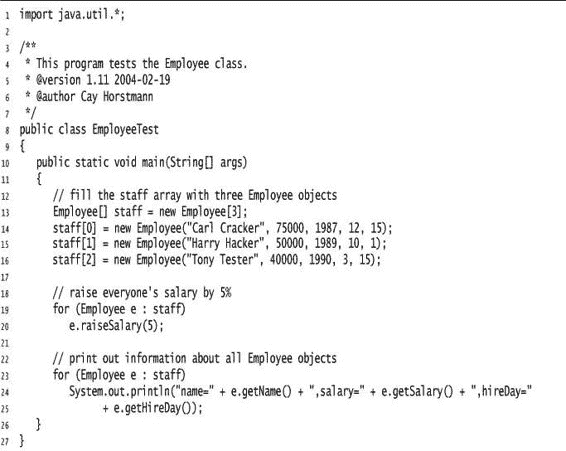 1 import java.util.*;
2
3 /**
4  * This program tests the Employee class.
5  * @version 1.11 2004-02-19
6  * @author Cay Horstmann
7  */
8 public class EmployeeTest
9 {
10    public static void main(String[] args)
11    {
12       // fill the staff array with three Employee objects
13       Employee[] staff = new Employee[3];
14       staff[0] = new Employee("Carl Cracker", 75000, 1987, 12, 15);
15       staff[1] = new Employee("Harry Hacker", 50000, 1989, 10, 1);
16       staff[2] = new Employee("Tony Tester", 40000, 1990, 3, 15);
17
18       // raise everyone's salary by 5%
19       for (Employee e : staff)
20          e.raiseSalary(5);
21
22       // print out information about all Employee objects
23       for (Employee e : staff)
24          System.out.println("name=" + e.getName() + ",salary=" + e.getSalary() + ",hireDay="
25                + e.getHireDay());
26    }
27 }